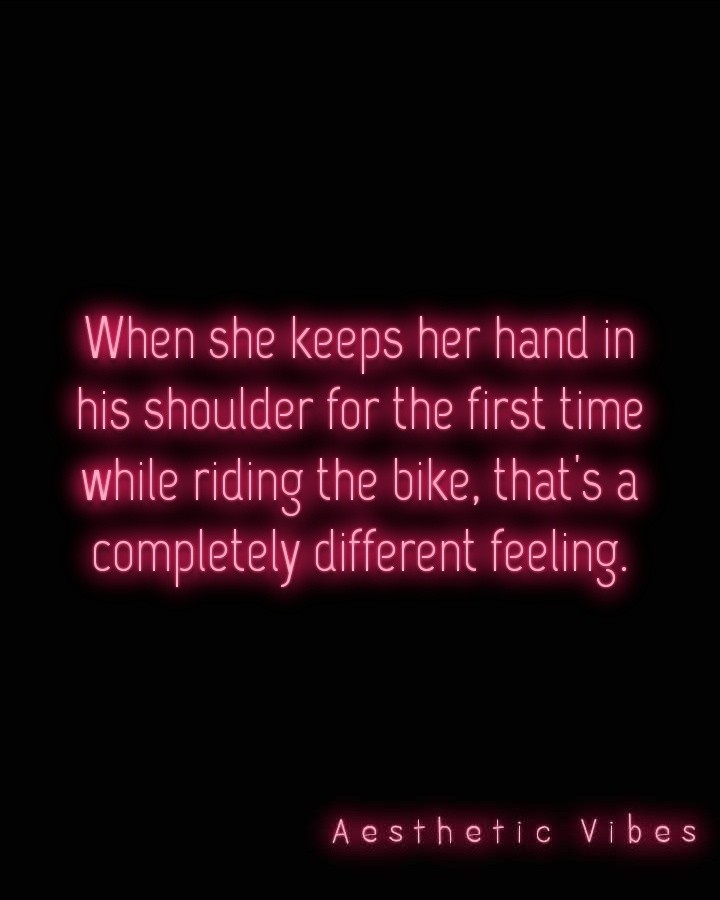 When she keeps her hand in
his shoulder for the first time
while riding the bike, that's a
completely different feeling.
Aesthetic Vibes